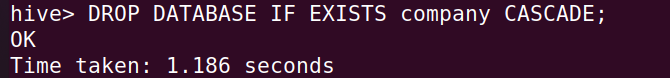 hive> DROP DATABASE IF EXISTS company CASCADE;
OK
Time taken: 1.186 seconds